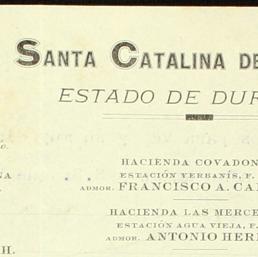 SANTA CATALINA DE
ESTADO DE DUR
o.
HACIENDA COVADON
NA
ESTACIÓN YERBANÍS, F.
A
ADMOR. FRANCISCO A. CA
HACIENDA LAS MERCE
ESTACIÓN AGUA VIEJA, F.
ADMOR. ANTONIO HER
H.